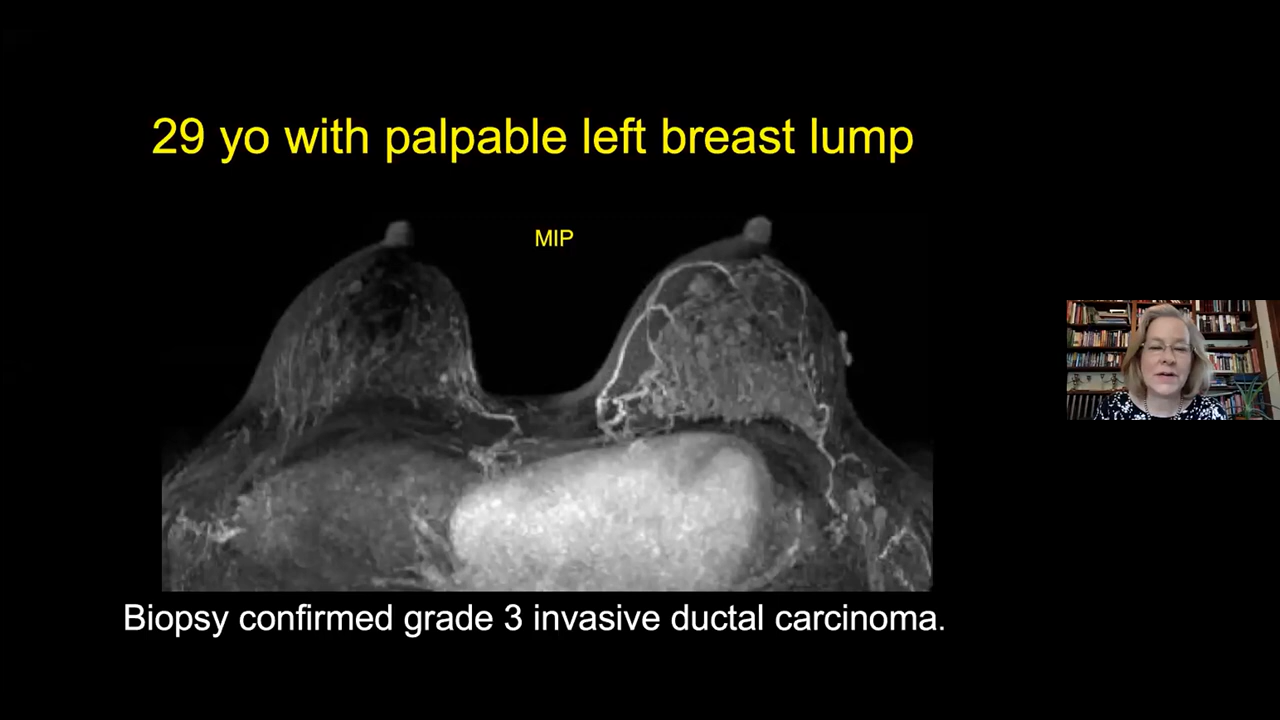 29 yo with palpable left breast lump
MIP
Biopsy confirmed grade 3 invasive ductal carcinoma.